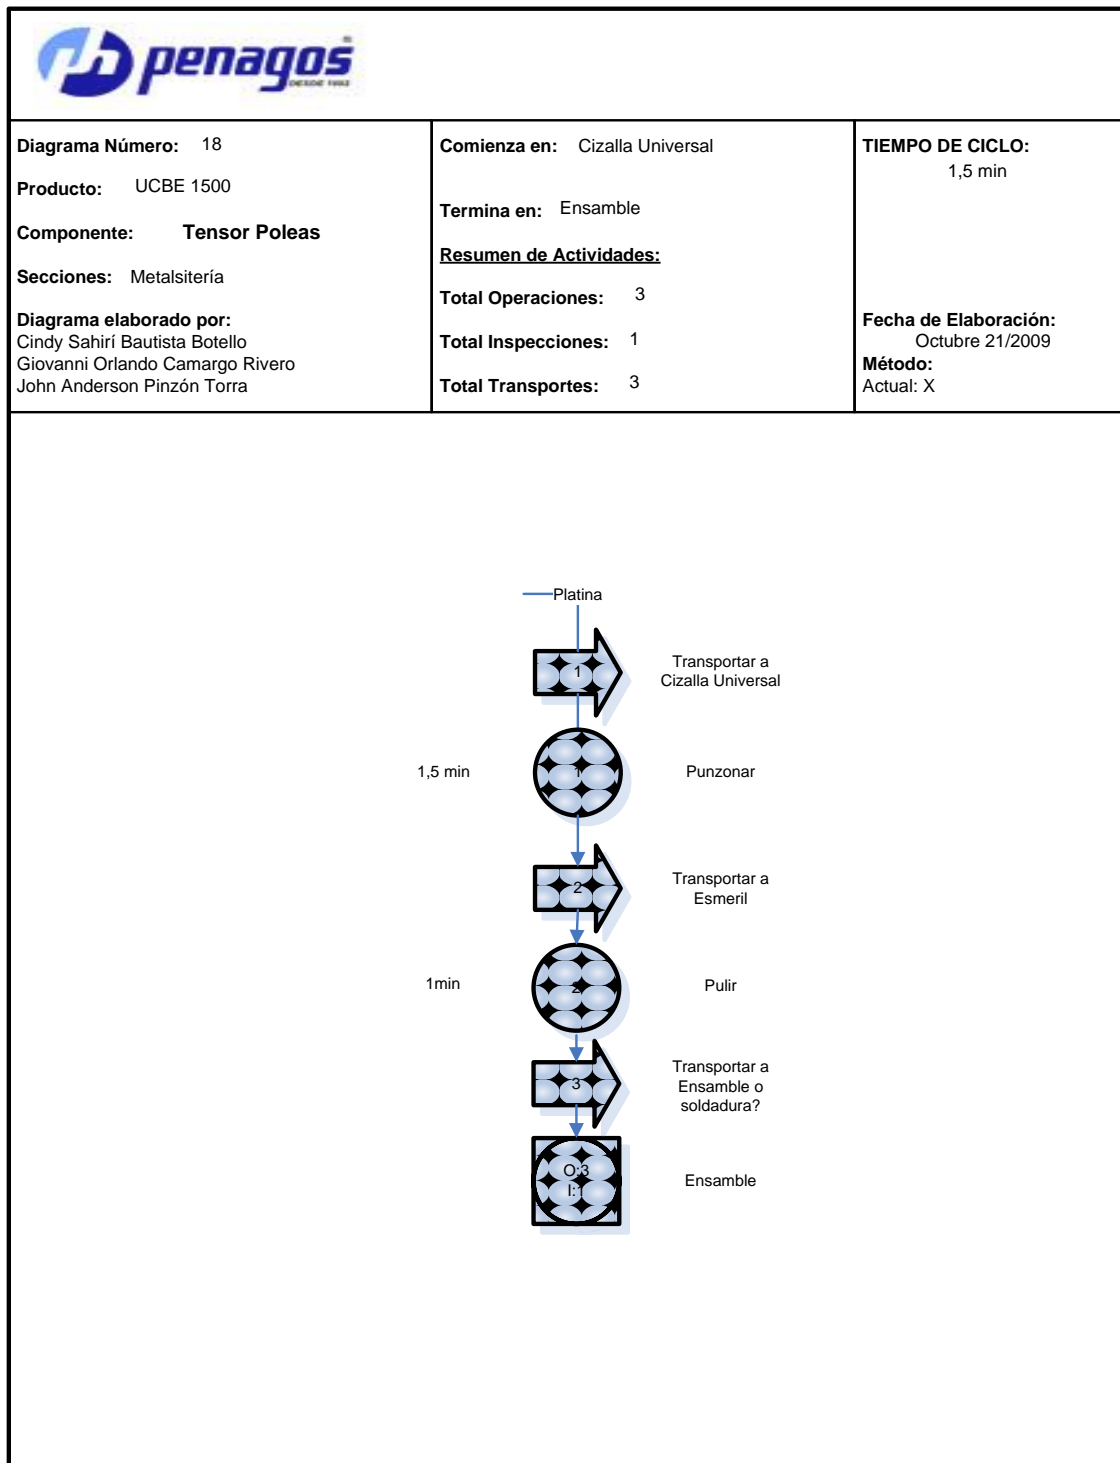 penagos
DESDE 1892
Diagrama Número: 18
Producto: UCBE 1500
Componente: Tensor Poleas
Secciones: Metalsitería
Diagrama elaborado por:
Cindy Sahirí Bautista Botello
Giovanni Orlando Camargo Rivero
John Anderson Pinzón Torra
Comienza en: Cizalla Universal
Termina en: Ensamble
Resumen de Actividades:
Total Operaciones: 3
Total Inspecciones: 1
Total Transportes: 3
TIEMPO DE CICLO:
1,5 min
Fecha de Elaboración:
Octubre 21/2009
Método:
Actual: X
Platina
1
Transportar a
Cizalla Universal
1,5 min
1
Punzonar
2
Transportar a
Esmeril
1min
2
Pulir
3
Transportar a
Ensamble o
soldadura?
O:3
I:1
Ensamble